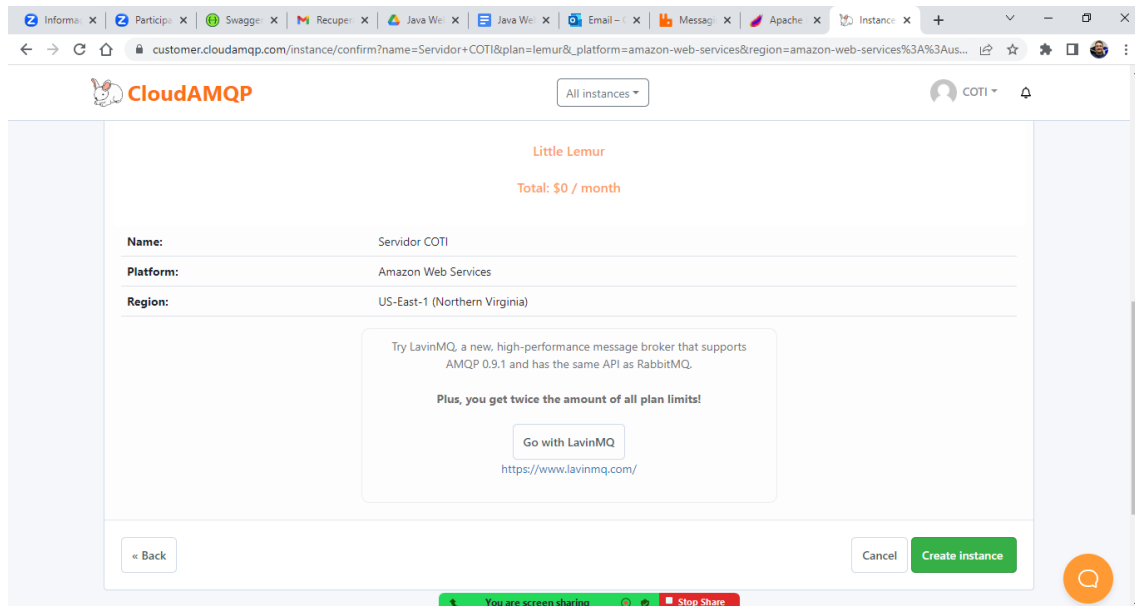 Informac
Participa
Swagger
Recuper
Java Wel
Java We
Email – (
Messagi
Apache
Instance
customer.cloudamqp.com/instance/confirm?name=Servidor+COTI&plan=lemur&_platform=amazon-web-services&region=amazon-web-services%3A%3Aus...
CloudAMQP
All instances
COTI
Little Lemur
Total: $0 / month
Name: Servidor COTI
Platform: Amazon Web Services
Region: US-East-1 (Northern Virginia)
Try LavinMQ, a new, high-performance message broker that supports
AMQP 0.9.1 and has the same API as RabbitMQ.
Plus, you get twice the amount of all plan limits!
Go with LavinMQ
https://www.lavinmq.com/
« Back
Cancel
Create instance
You are screen sharing
Stop Share